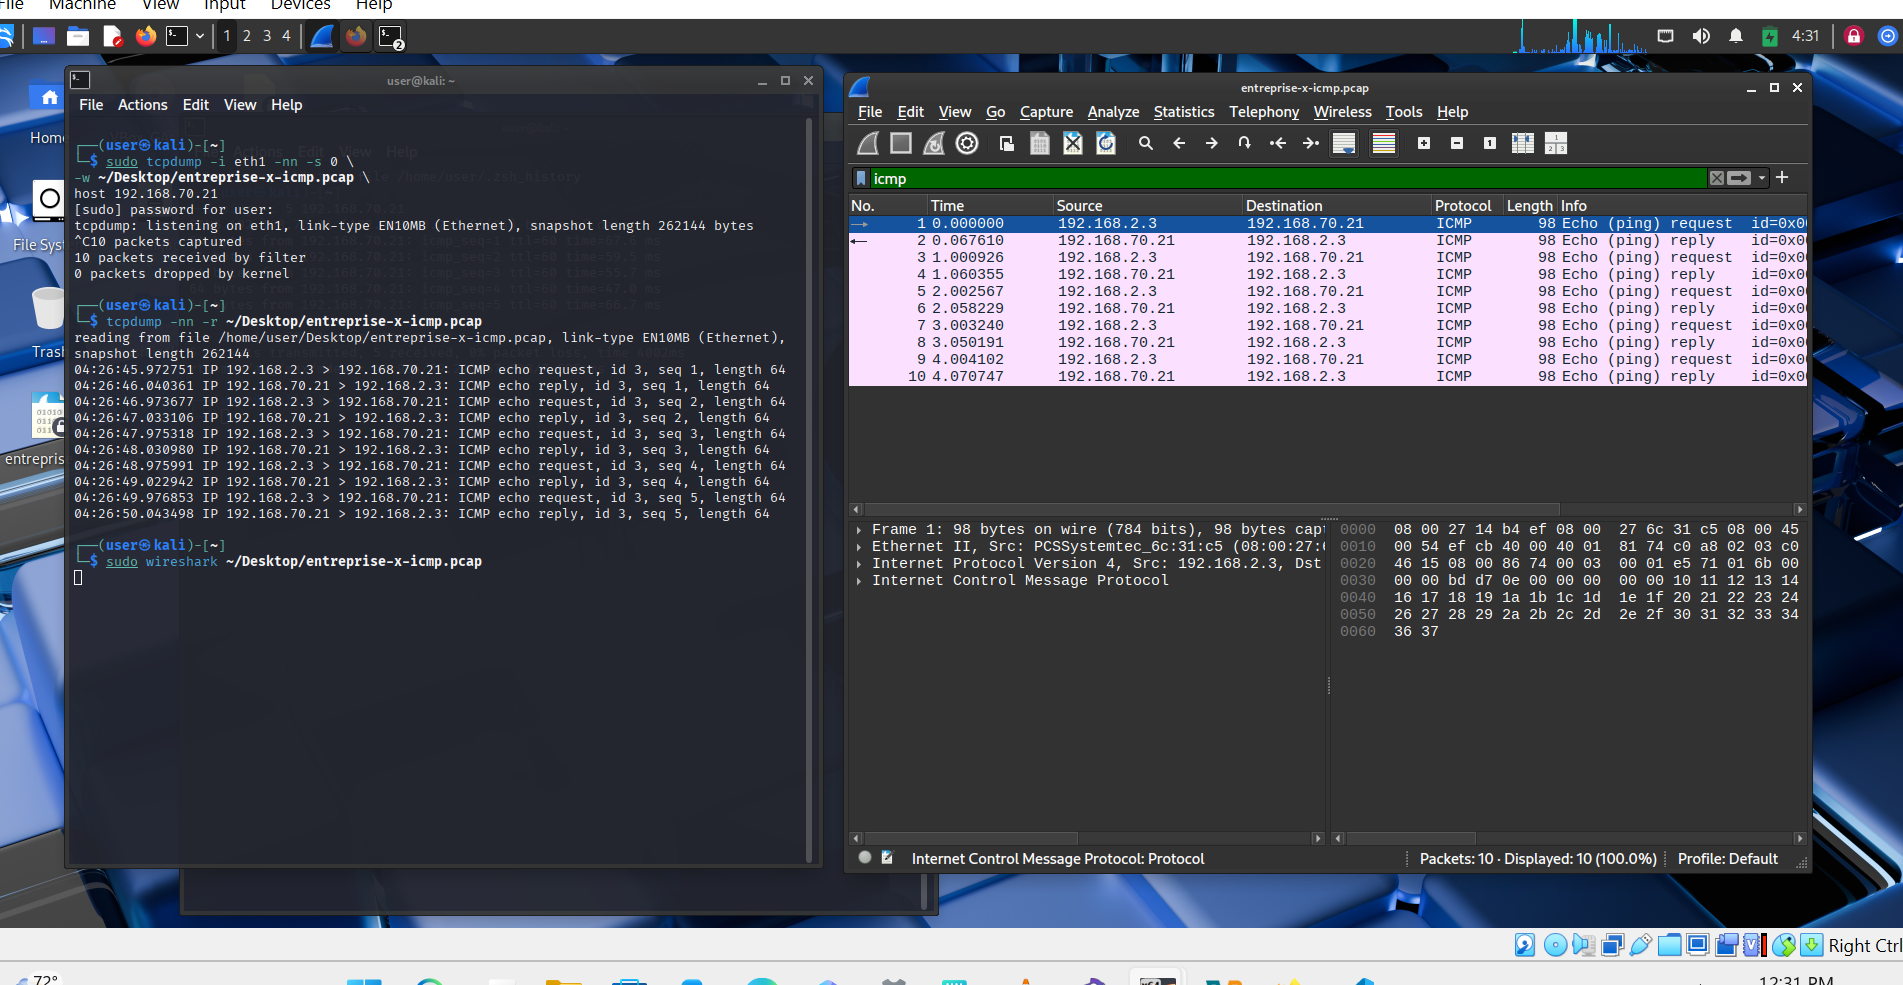 File Machine View Input Devices Help
1 2 3 4
2
4:31
Home
File Sys
Trash
entrepris
user@kali: ~
File Actions Edit View Help
┌──(user㉿kali)-[~]
└─$ sudo tcpdump -i eth1 -nn -s 0 \
-w ~/Desktop/entreprise-x-icmp.pcap \
host 192.168.70.21
[sudo] password for user:
tcpdump: listening on eth1, link-type EN10MB (Ethernet), snapshot length 262144 bytes
^C10 packets captured
10 packets received by filter
0 packets dropped by kernel
┌──(user㉿kali)-[~]
└─$ tcpdump -nn -r ~/Desktop/entreprise-x-icmp.pcap
reading from file /home/user/Desktop/entreprise-x-icmp.pcap, link-type EN10MB (Ethernet),
snapshot length 262144
04:26:45.972751 IP 192.168.2.3 > 192.168.70.21: ICMP echo request, id 3, seq 1, length 64
04:26:46.040361 IP 192.168.70.21 > 192.168.2.3: ICMP echo reply, id 3, seq 1, length 64
04:26:46.973677 IP 192.168.2.3 > 192.168.70.21: ICMP echo request, id 3, seq 2, length 64
04:26:47.033106 IP 192.168.70.21 > 192.168.2.3: ICMP echo reply, id 3, seq 2, length 64
04:26:47.975318 IP 192.168.2.3 > 192.168.70.21: ICMP echo request, id 3, seq 3, length 64
04:26:48.030980 IP 192.168.70.21 > 192.168.2.3: ICMP echo reply, id 3, seq 3, length 64
04:26:48.975991 IP 192.168.2.3 > 192.168.70.21: ICMP echo request, id 3, seq 4, length 64
04:26:49.022942 IP 192.168.70.21 > 192.168.2.3: ICMP echo reply, id 3, seq 4, length 64
04:26:49.976853 IP 192.168.2.3 > 192.168.70.21: ICMP echo request, id 3, seq 5, length 64
04:26:50.043498 IP 192.168.70.21 > 192.168.2.3: ICMP echo reply, id 3, seq 5, length 64
┌──(user㉿kali)-[~]
└─$ sudo wireshark ~/Desktop/entreprise-x-icmp.pcap
entreprise-x-icmp.pcap
File Edit View Go Capture Analyze Statistics Telephony Wireless Tools Help
icmp
No. Time Source Destination Protocol Length Info
1 0.000000 192.168.2.3 192.168.70.21 ICMP 98 Echo (ping) request id=0x00
2 0.067610 192.168.70.21 192.168.2.3 ICMP 98 Echo (ping) reply id=0x00
3 1.000926 192.168.2.3 192.168.70.21 ICMP 98 Echo (ping) request id=0x00
4 1.060355 192.168.70.21 192.168.2.3 ICMP 98 Echo (ping) reply id=0x00
5 2.002567 192.168.2.3 192.168.70.21 ICMP 98 Echo (ping) request id=0x00
6 2.058229 192.168.70.21 192.168.2.3 ICMP 98 Echo (ping) reply id=0x00
7 3.003240 192.168.2.3 192.168.70.21 ICMP 98 Echo (ping) request id=0x00
8 3.050191 192.168.70.21 192.168.2.3 ICMP 98 Echo (ping) reply id=0x00
9 4.004102 192.168.2.3 192.168.70.21 ICMP 98 Echo (ping) request id=0x00
10 4.070747 192.168.70.21 192.168.2.3 ICMP 98 Echo (ping) reply id=0x00
Frame 1: 98 bytes on wire (784 bits), 98 bytes capt
Ethernet II, Src: PCSSystemtec_6c:31:c5 (08:00:27:6
Internet Protocol Version 4, Src: 192.168.2.3, Dst
Internet Control Message Protocol
0000 08 00 27 14 b4 ef 08 00 27 6c 31 c5 08 00 45
0010 00 54 ef cb 40 00 40 01 81 74 c0 a8 02 03 c0
0020 46 15 08 00 86 74 00 03 00 01 e5 71 01 6b 00
0030 00 00 bd d7 0e 00 00 00 00 00 10 11 12 13 14
0040 16 17 18 19 1a 1b 1c 1d 1e 1f 20 21 22 23 24
0050 26 27 28 29 2a 2b 2c 2d 2e 2f 30 31 32 33 34
0060 36 37
Internet Control Message Protocol: Protocol
Packets: 10 · Displayed: 10 (100.0%)
Profile: Default
Right Ctrl
72°
12:31 PM